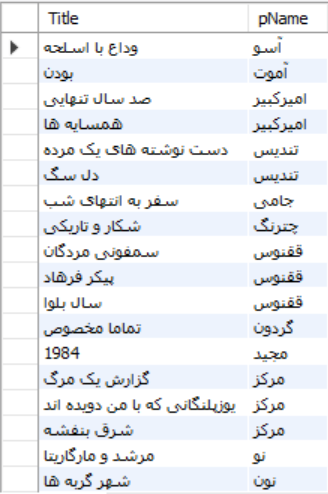 Title pName
وداع با اسلحه آسو
بودن آموت
صد سال تنهایی امیرکبیر
همسایه ها امیرکبیر
دست نوشته های یک مرده تندیس
دل سگ تندیس
سفر به انتهای شب جامی
شکار و تاریکی چترنگ
سمفونی مردگان ققنوس
پیکر فرهاد ققنوس
سال بلوا ققنوس
تماما مخصوص گردون
1984 مجید
گزارش یک مرگ مرکز
یوزپلنگانی که با من دویده اند مرکز
شرق بنفشه مرکز
مرشد و مارگاریتا نو
شهر گربه ها نون